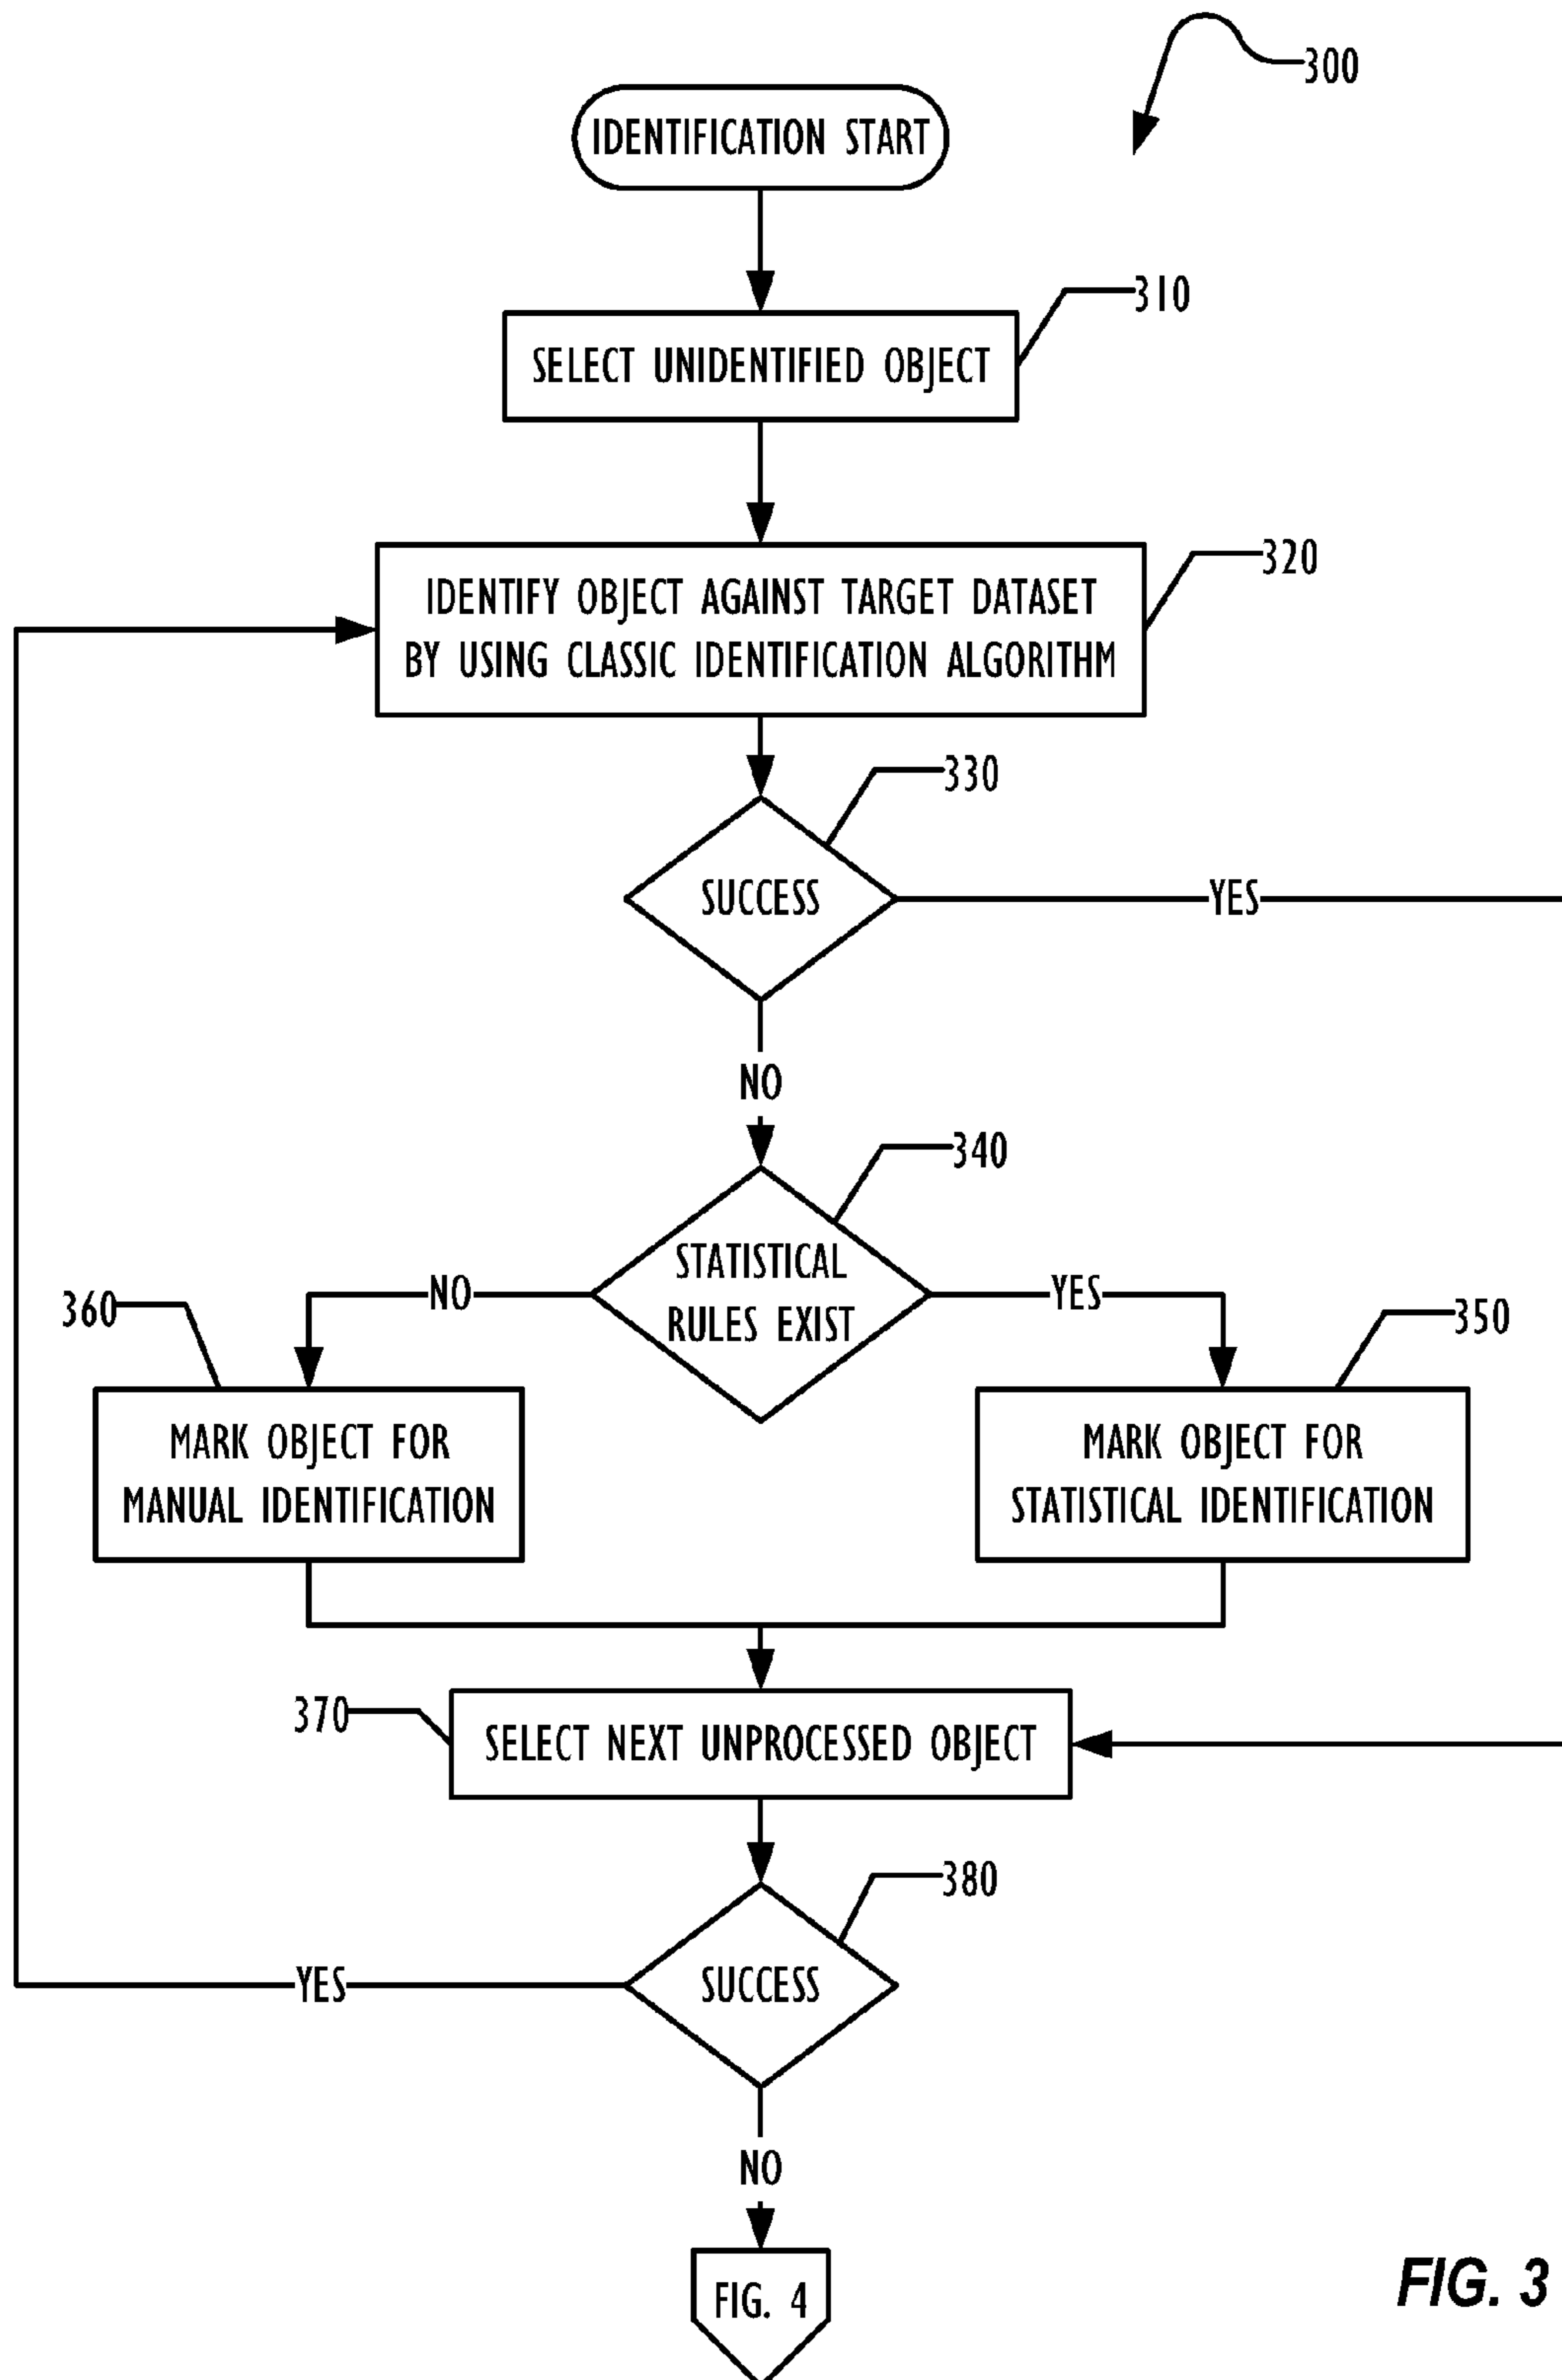 300
IDENTIFICATION START
310
SELECT UNIDENTIFIED OBJECT
320
IDENTIFY OBJECT AGAINST TARGET DATASET
BY USING CLASSIC IDENTIFICATION ALGORITHM
330
SUCCESS
YES
NO
340
STATISTICAL
RULES EXIST
NO
YES
360
350
MARK OBJECT FOR
MANUAL IDENTIFICATION
MARK OBJECT FOR
STATISTICAL IDENTIFICATION
370
SELECT NEXT UNPROCESSED OBJECT
380
SUCCESS
YES
NO
FIG. 4
FIG. 3